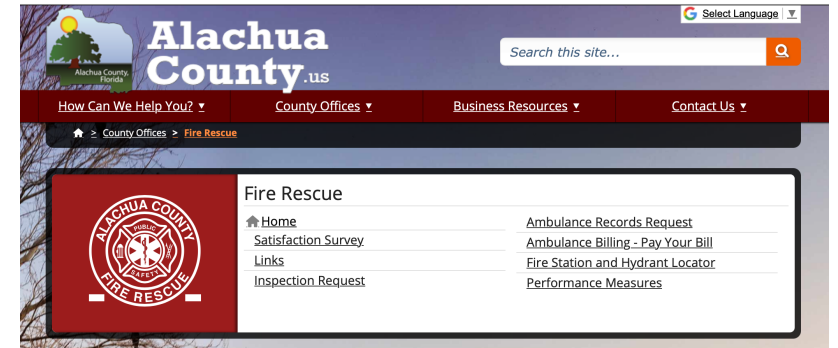 Select Language ▼
Alachua County, Florida
Alachua
County.us
Search this site...
How Can We Help You? ▼ County Offices ▼ Business Resources ▼ Contact Us ▼
> County Offices > Fire Rescue
ALACHUA COUNTY
PUBLIC
SAFETY
FIRE RESCUE
Fire Rescue
Home
Satisfaction Survey
Links
Inspection Request
Ambulance Records Request
Ambulance Billing - Pay Your Bill
Fire Station and Hydrant Locator
Performance Measures